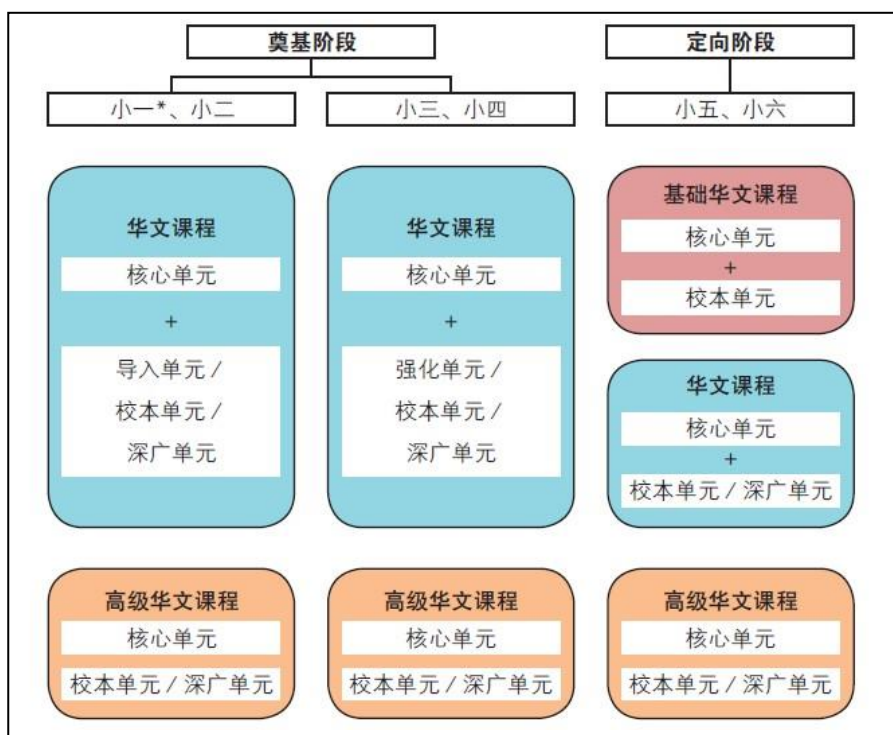 奠基阶段
定向阶段
小一*、小二
小三、小四
小五、小六
华文课程
核心单元
+
导入单元/
校本单元/
深广单元
华文课程
核心单元
+
强化单元/
校本单元/
深广单元
基础华文课程
核心单元
+
校本单元
华文课程
核心单元
+
校本单元/深广单元
高级华文课程
核心单元
校本单元/深广单元
高级华文课程
核心单元
校本单元/深广单元
高级华文课程
核心单元
校本单元/深广单元